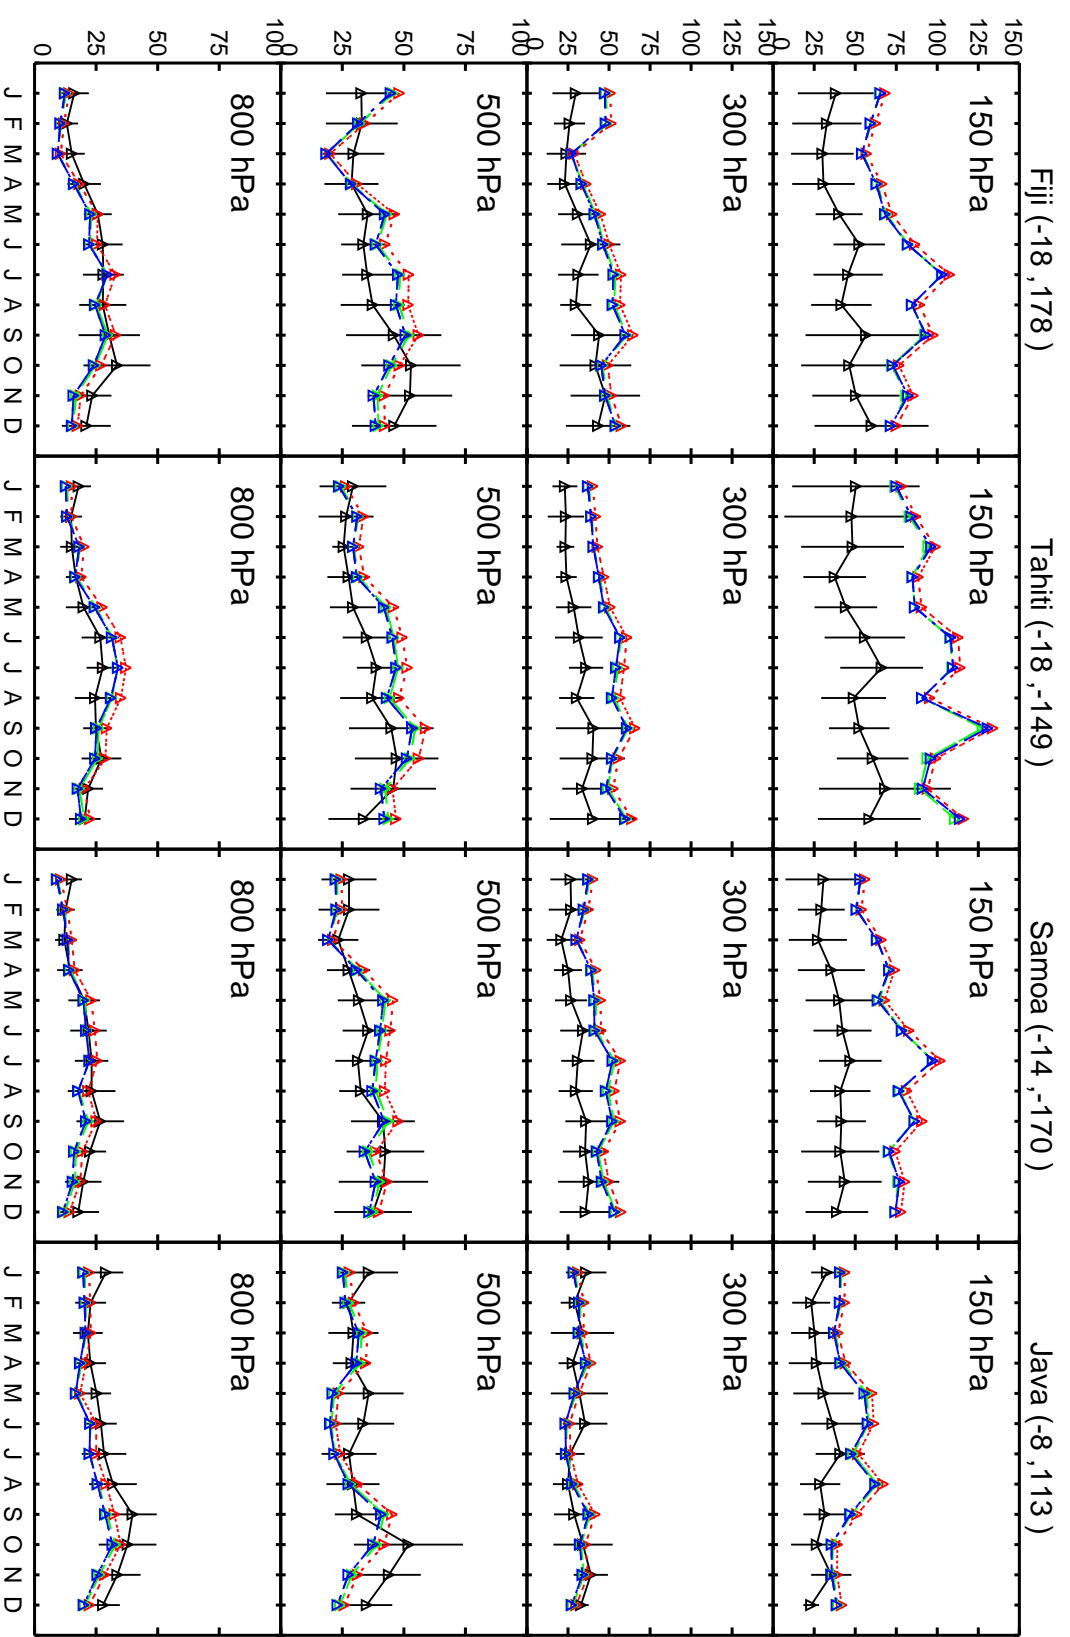 Fiji (-18 ,178 )
Tahiti (-18 ,-149 )
Samoa (-14 ,-170 )
Java (-8 ,113 )
150
125
100
75
50
25
0
150 hPa
150 hPa
150 hPa
150 hPa
150
125
100
75
50
25
0
300 hPa
300 hPa
300 hPa
300 hPa
100
75
50
25
0
500 hPa
500 hPa
500 hPa
500 hPa
100
75
50
25
0
800 hPa
800 hPa
800 hPa
800 hPa
J F M A M J J A S O N D
J F M A M J J A S O N D
J F M A M J J A S O N D
J F M A M J J A S O N D